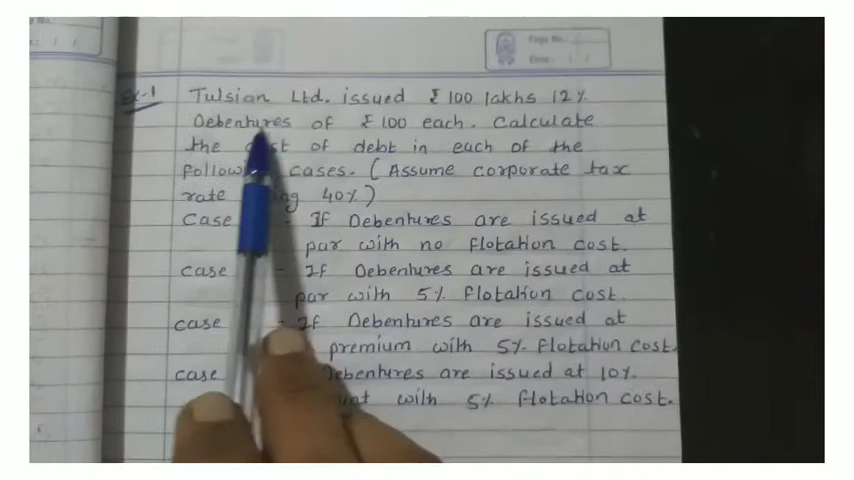 Page No.
Date:
Ex-1 Tulsian Ltd. issued ₹ 100 lakhs 12%
Debentures of ₹ 100 each. Calculate
the of debt in each of the
cases. (Assume corporate tax
rate 40%)
Case - If Debentures are issued at
par with no flotation cost.
case - If Debentures are issued at
par with 5% flotation cost.
case - If Debentures are issued at
premium with 5% flotation cost.
case Debentures are issued at 10%
with 5% flotation cost.